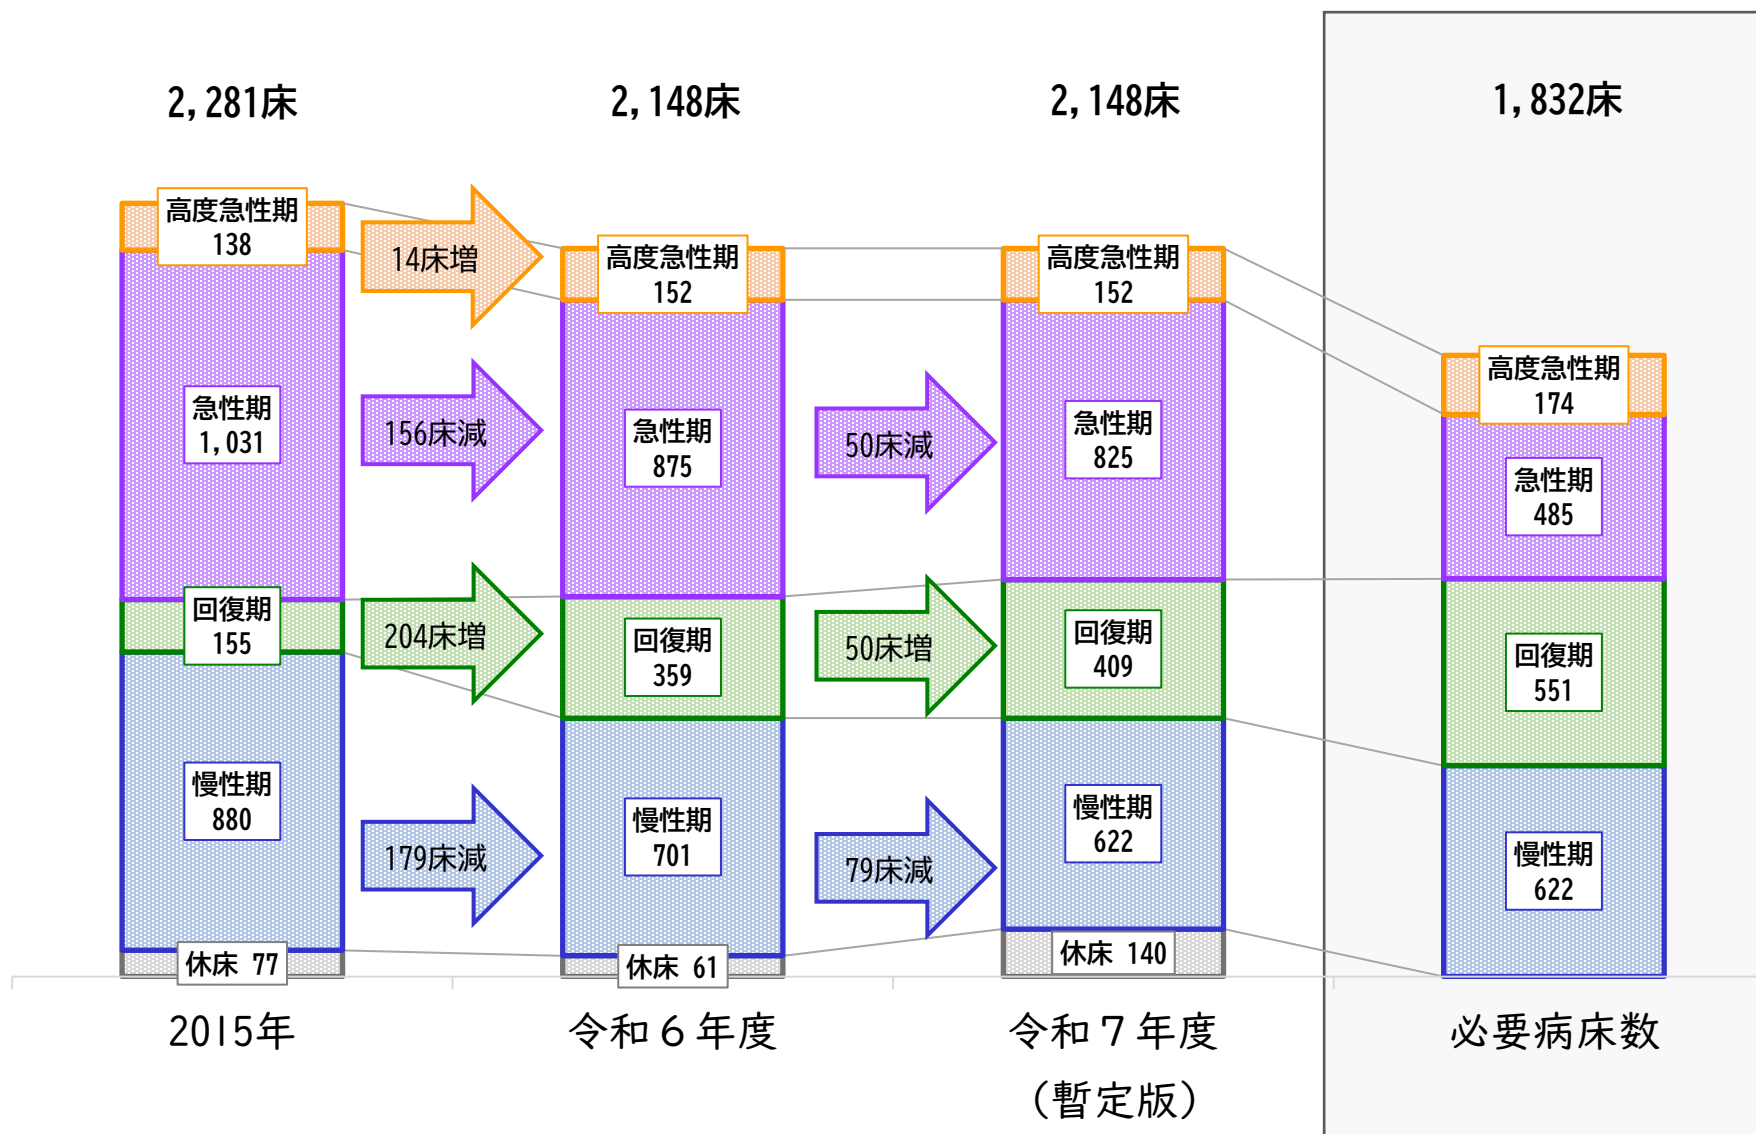 2,281床
2,148床
2,148床
1,832床
高度急性期
138
急性期
1,031
回復期
155
慢性期
880
休床 77
14床増
156床減
204床増
179床減
高度急性期
152
急性期
875
回復期
359
慢性期
701
休床 61
50床減
50床増
79床減
高度急性期
152
急性期
825
回復期
409
慢性期
622
休床 140
高度急性期
174
急性期
485
回復期
551
慢性期
622
2015年
令和６年度
令和７年度
（暫定版）
必要病床数